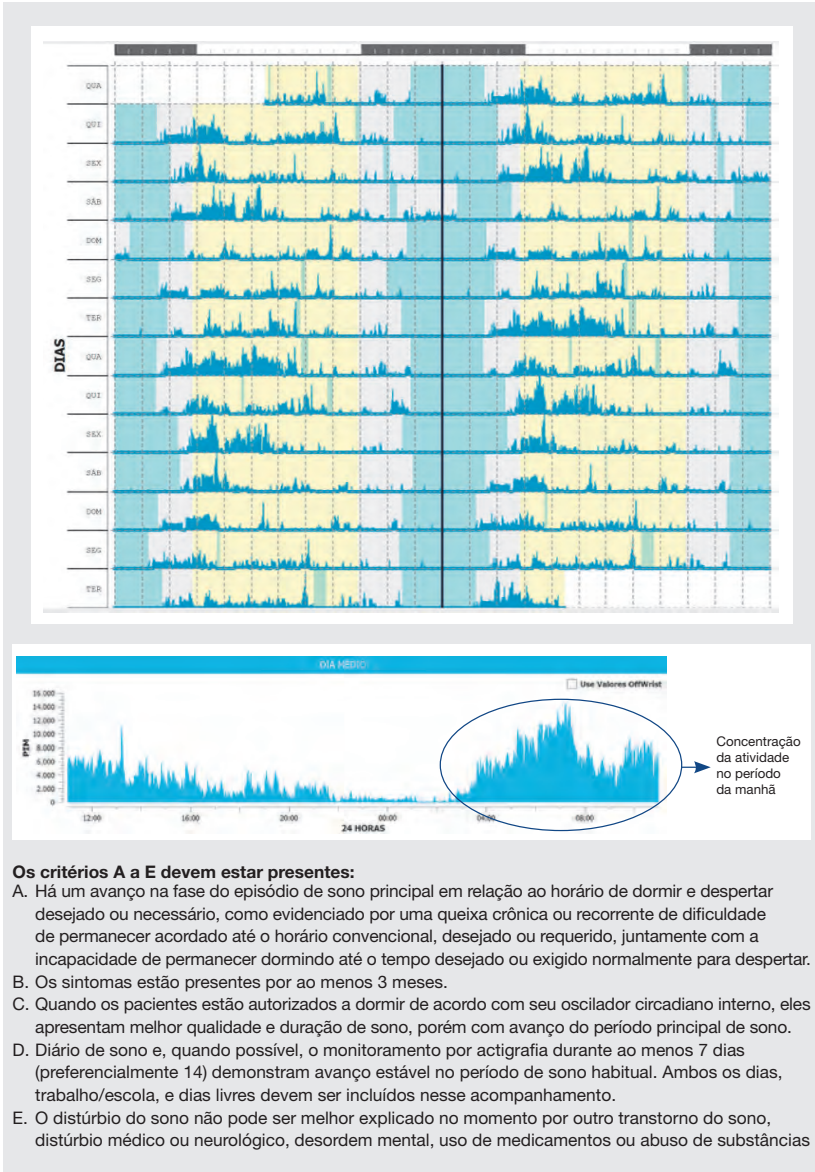 DIAS
QUA
QUI
SEX
SÁB
DOM
SEG
TER
QUA
QUI
SEX
SÁB
DOM
SEG
TER
DIA MÉDIO
Use Valores OffWrist
PIM
16.000
14.000
12.000
10.000
8.000
6.000
4.000
2.000
0
12:00 16:00 20:00 00:00 04:00 08:00
24 HORAS
Concentração
da atividade
no período
da manhã
Os critérios A a E devem estar presentes:
A. Há um avanço na fase do episódio de sono principal em relação ao horário de dormir e despertar
desejado ou necessário, como evidenciado por uma queixa crônica ou recorrente de dificuldade
de permanecer acordado até o horário convencional, desejado ou requerido, juntamente com a
incapacidade de permanecer dormindo até o tempo desejado ou exigido normalmente para despertar.
B. Os sintomas estão presentes por ao menos 3 meses.
C. Quando os pacientes estão autorizados a dormir de acordo com seu oscilador circadiano interno, eles
apresentam melhor qualidade e duração de sono, porém com avanço do período principal de sono.
D. Diário de sono e, quando possível, o monitoramento por actigrafia durante ao menos 7 dias
(preferencialmente 14) demonstram avanço estável no período de sono habitual. Ambos os dias,
trabalho/escola, e dias livres devem ser incluídos nesse acompanhamento.
E. O distúrbio do sono não pode ser melhor explicado no momento por outro transtorno do sono,
distúrbio médico ou neurológico, desordem mental, uso de medicamentos ou abuso de substâncias